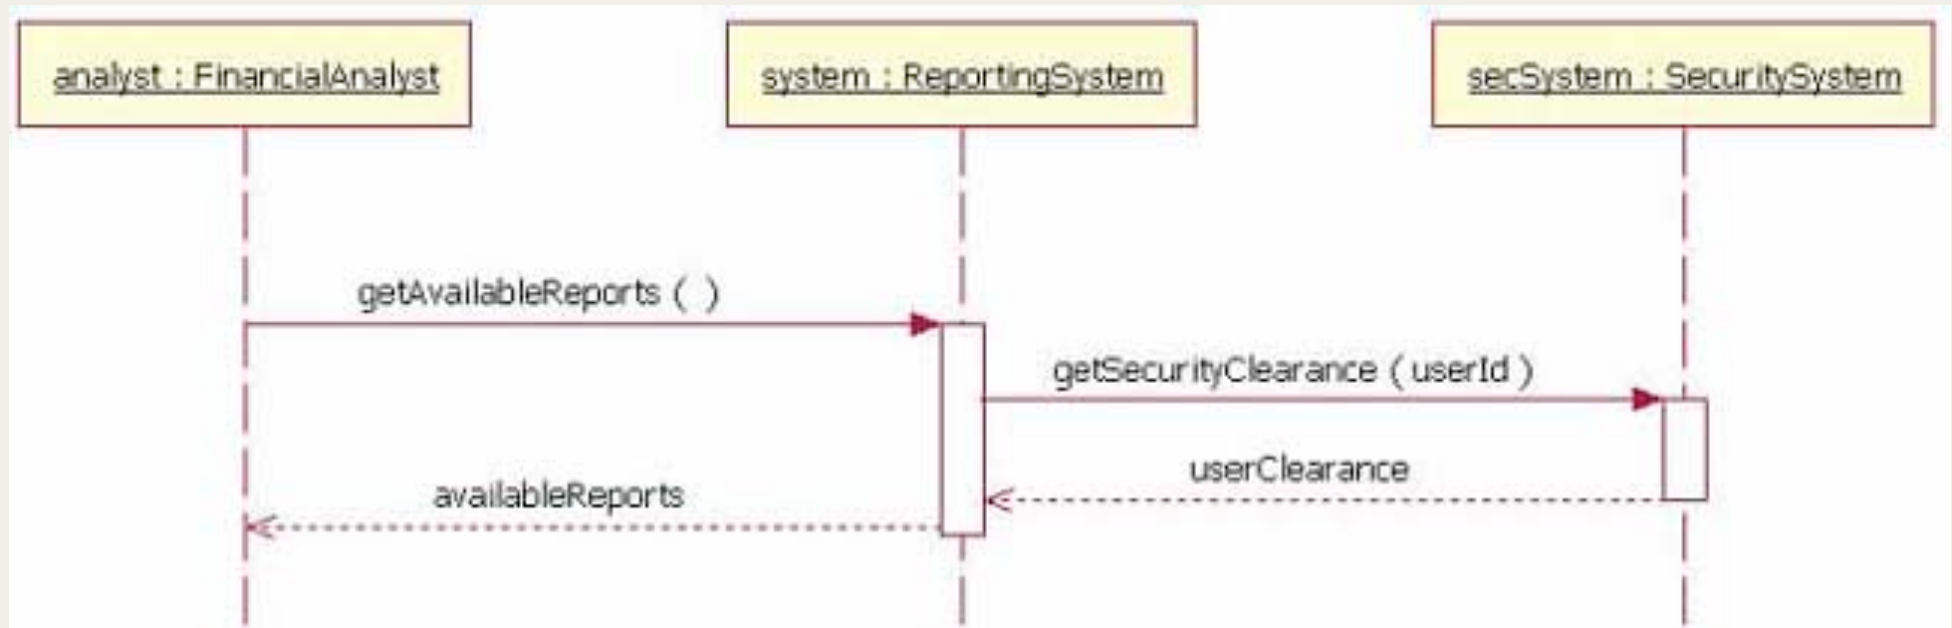 analyst : FinancialAnalyst
system : ReportingSystem
secSystem : SecuritySystem
getAvailableReports ( )
getSecurityClearance ( userId )
userClearance
availableReports